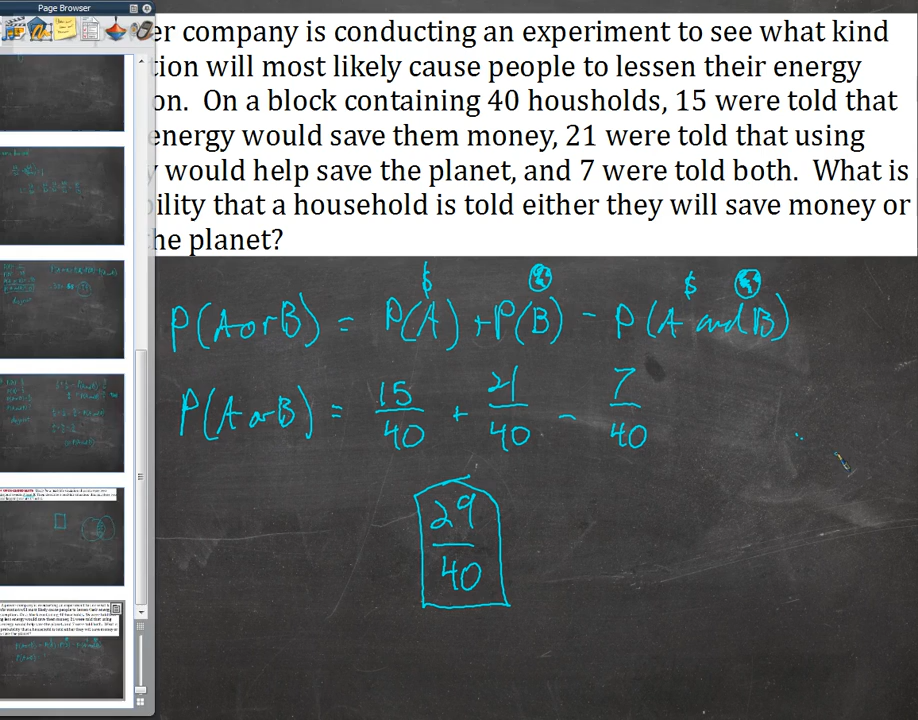 Page Browser
er company is conducting an experiment to see what kind
tion will most likely cause people to lessen their energy
on. On a block containing 40 housholds, 15 were told that
energy would save them money, 21 were told that using
y would help save the planet, and 7 were told both. What is
bility that a household is told either they will save money or
he planet?
$ $
P(A or B) = P(A) + P(B) - P(A and B)
P(A or B) = 15/40 + 21/40 - 7/40
29/40